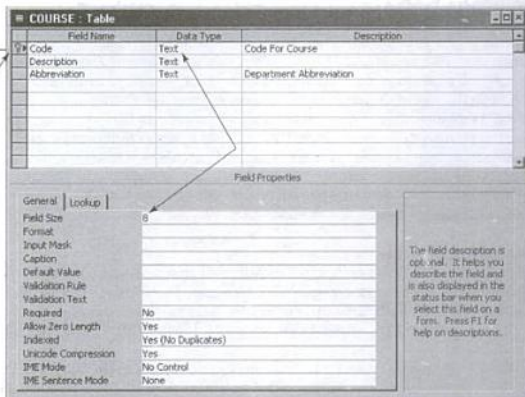 COURSE : Table
Field Name Data Type Description
Code Text Code For Course
Description Text
Abbreviation Text Department Abbreviation
Field Properties
General Lookup
Field Size 8
Format
Input Mask
Caption
Default Value
Validation Rule
Validation Text
Required No
Allow Zero Length Yes
Indexed Yes (No Duplicates)
Unicode Compression Yes
IME Mode No Control
IME Sentence Mode None
The field description is
optional. It helps you
describe the field and
is also displayed in the
status bar when you
select this field on a
form. Press F1 for
help on descriptions.